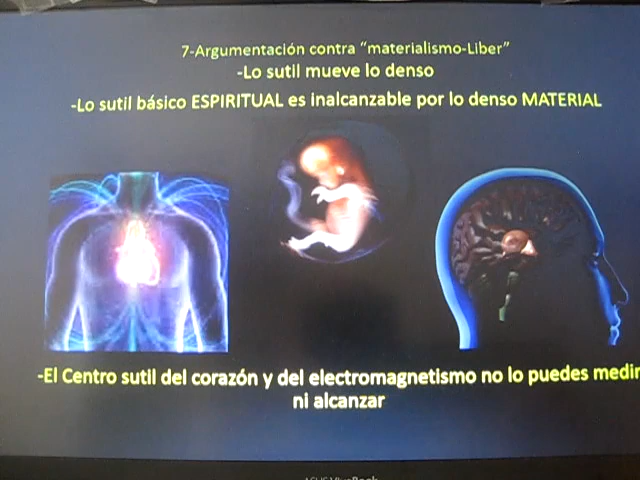 7-Argumentación contra "materialismo-Liber"
-Lo sutil mueve lo denso
-Lo sutil básico ESPIRITUAL es inalcanzable por lo denso MATERIAL
-El Centro sutil del corazón y del electromagnetismo no lo puedes medir
ni alcanzar